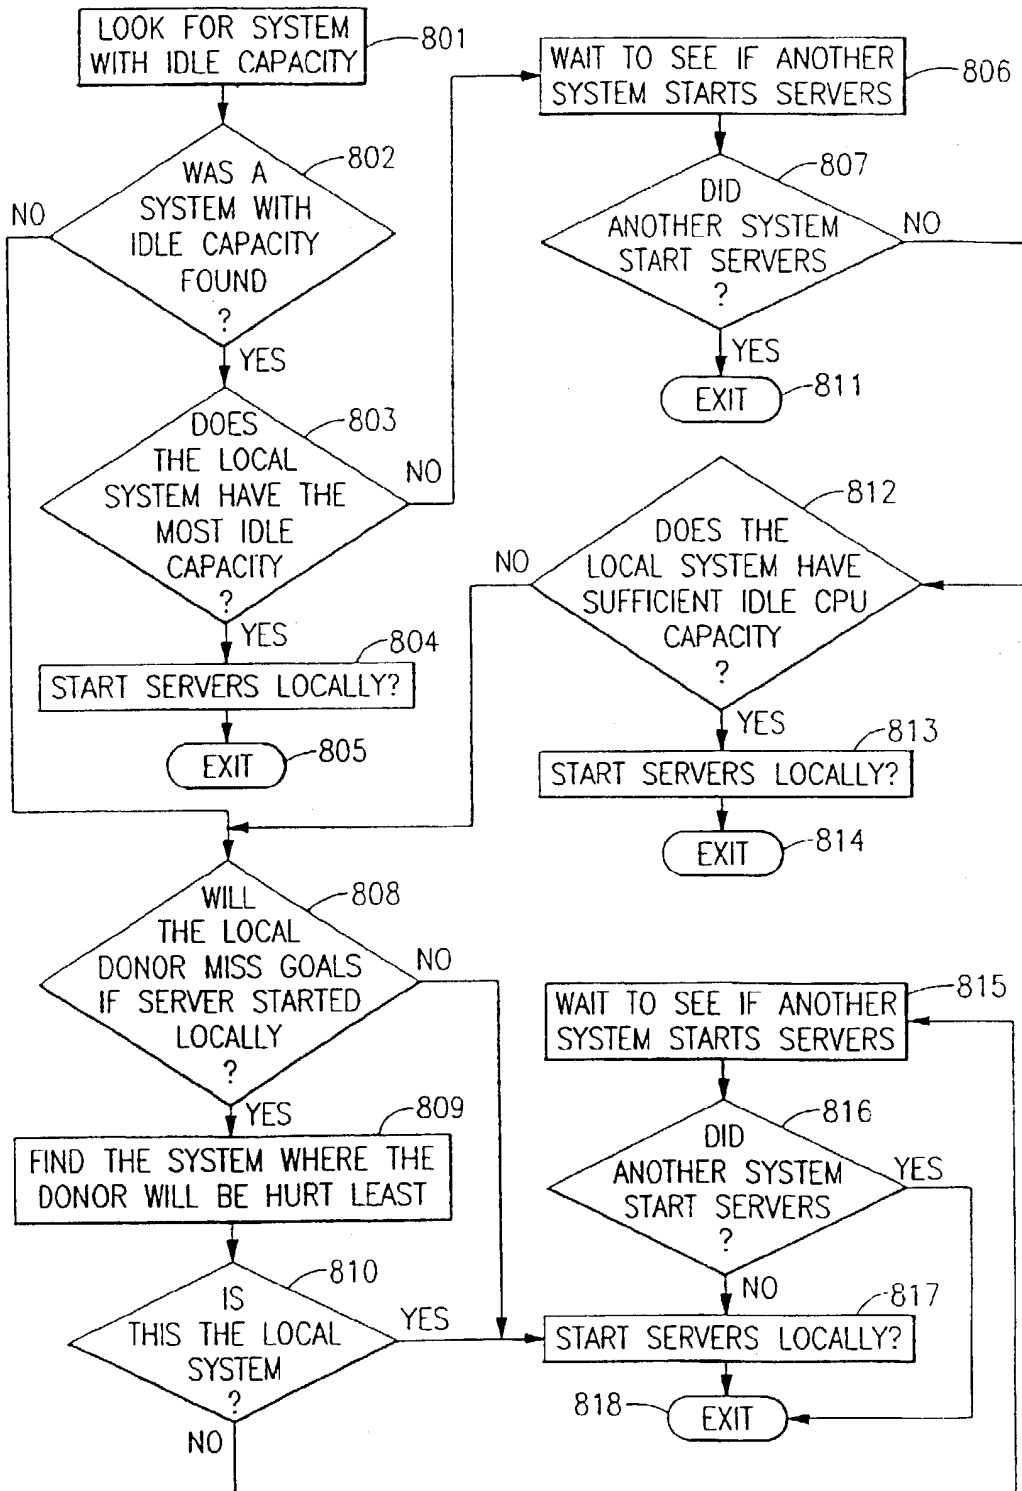 LOOK FOR SYSTEM
WITH IDLE CAPACITY
801
WAS A
SYSTEM WITH
IDLE CAPACITY
FOUND
?
802
NO
YES
DOES
THE LOCAL
SYSTEM HAVE THE
MOST IDLE
CAPACITY
?
803
NO
YES
START SERVERS LOCALLY?
804
EXIT
805
WAIT TO SEE IF ANOTHER
SYSTEM STARTS SERVERS
806
DID
ANOTHER SYSTEM
START SERVERS
?
807
NO
YES
EXIT
811
DOES THE
LOCAL SYSTEM HAVE
SUFFICIENT IDLE CPU
CAPACITY
?
812
NO
YES
START SERVERS LOCALLY?
813
EXIT
814
WILL
THE LOCAL
DONOR MISS GOALS
IF SERVER STARTED
LOCALLY
?
808
NO
YES
FIND THE SYSTEM WHERE THE
DONOR WILL BE HURT LEAST
809
IS
THIS THE LOCAL
SYSTEM
?
810
YES
NO
WAIT TO SEE IF ANOTHER
SYSTEM STARTS SERVERS
815
DID
ANOTHER SYSTEM
START SERVERS
?
816
YES
NO
START SERVERS LOCALLY?
817
EXIT
818